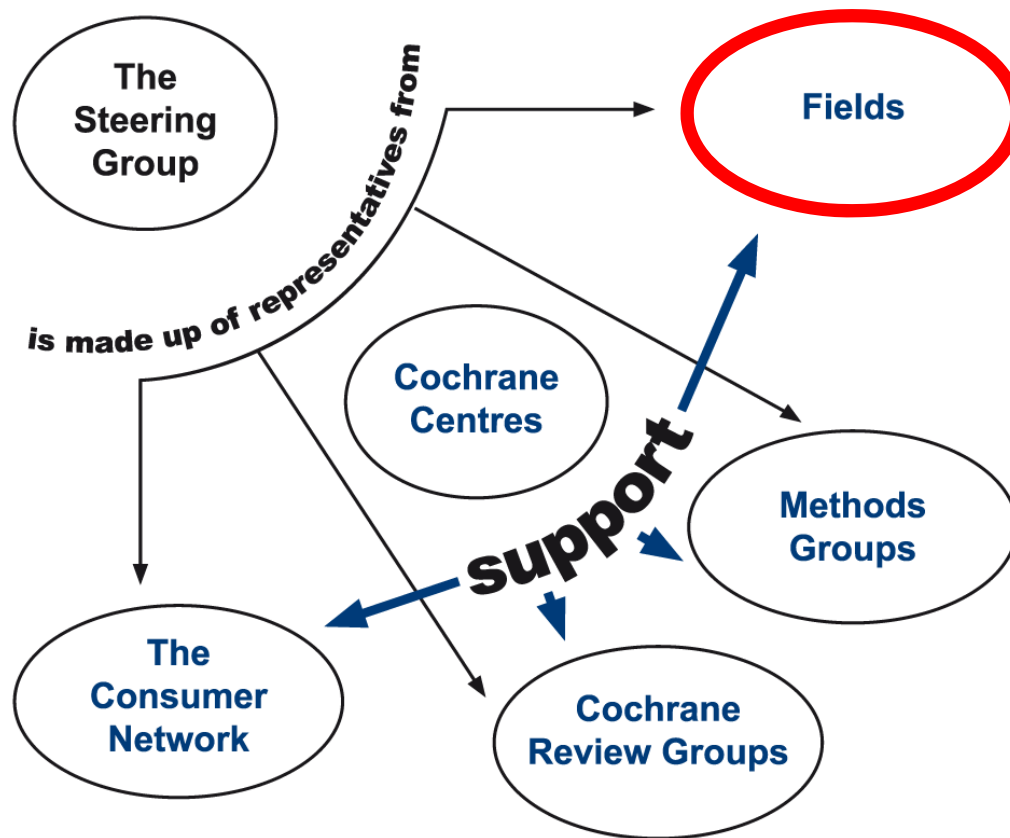 The
Steering
Group
is made up of representatives from
Fields
Cochrane
Centres
support
Methods
Groups
The
Consumer
Network
Cochrane
Review Groups